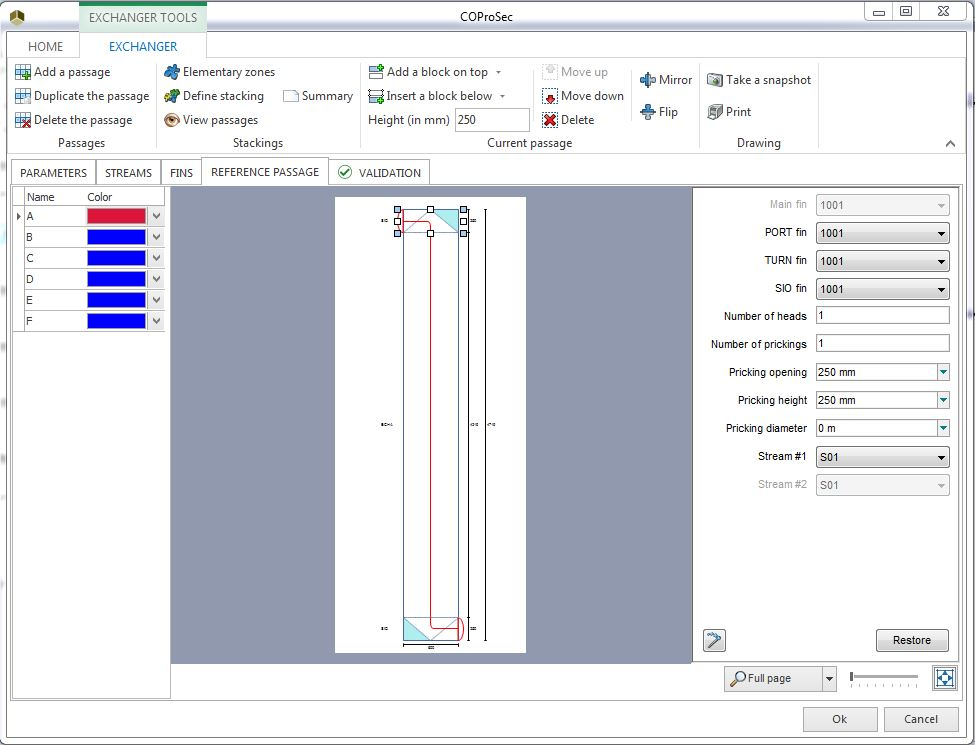 EXCHANGER TOOLS
COProSec
HOME
EXCHANGER
Add a passage
Duplicate the passage
Delete the passage
Passages
Elementary zones
Define stacking
Summary
View passages
Stackings
Add a block on top
Insert a block below
Height (in mm) 250
Move up
Move down
Delete
Current passage
Mirror
Flip
Take a snapshot
Print
Drawing
PARAMETERS
STREAMS
FINS
REFERENCE PASSAGE
VALIDATION
Name Color
A
B
C
D
E
F
Main fin 1001
PORT fin 1001
TURN fin 1001
SIO fin 1001
Number of heads 1
Number of prickings 1
Pricking opening 250 mm
Pricking height 250 mm
Pricking diameter 0 m
Stream #1 S01
Stream #2 S01
Restore
Full page
Ok
Cancel